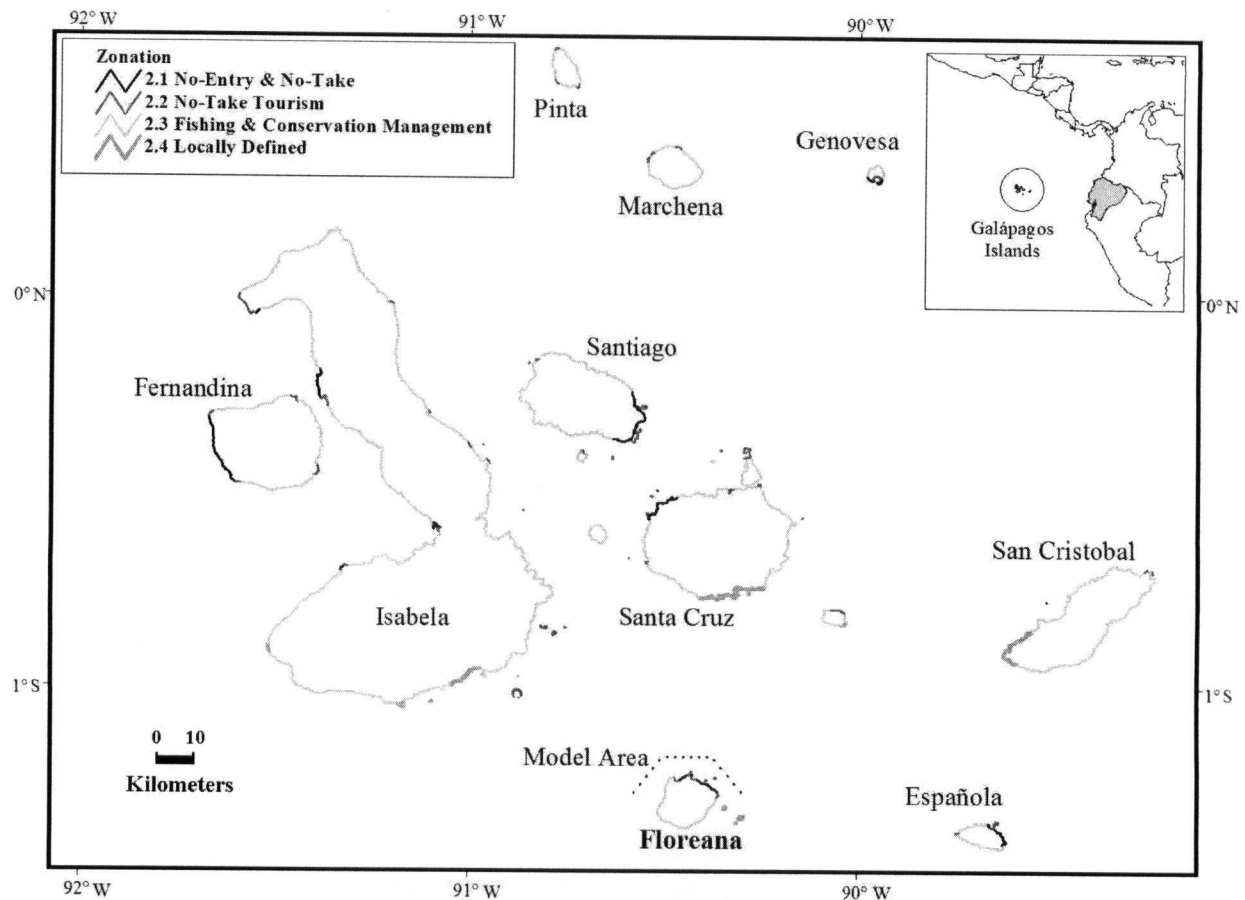 92° W
91° W
90° W
Zonation
2.1 No-Entry & No-Take
2.2 No-Take Tourism
2.3 Fishing & Conservation Management
2.4 Locally Defined
Pinta
Genovesa
Marchena
Galápagos
Islands
0° N
0° N
Santiago
Fernandina
San Cristobal
Isabela
Santa Cruz
1° S
1° S
0 10
Kilometers
Model Area
Española
Floreana
92° W
91° W
90° W